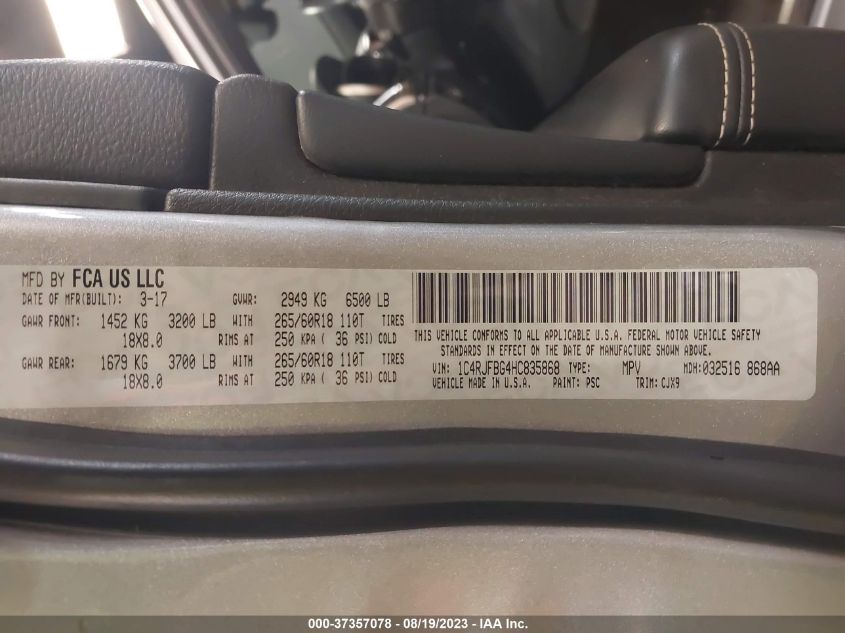 MFD BY FCA US LLC
DATE OF MFR(BUILT): 3-17 GVWR: 2949 KG 6500 LB
GAWR FRONT: 1452 KG 3200 LB WITH 265/60R18 110T TIRES
18X8.0 RIMS AT 250 KPA ( 36 PSI) COLD
GAWR REAR: 1679 KG 3700 LB WITH 265/60R18 110T TIRES
18X8.0 RIMS AT 250 KPA ( 36 PSI) COLD
THIS VEHICLE CONFORMS TO ALL APPLICABLE U.S.A. FEDERAL MOTOR VEHICLE SAFETY
STANDARDS IN EFFECT ON THE DATE OF MANUFACTURE SHOWN ABOVE.
VIN: 1C4RJFBG4HC835868 TYPE: MPV MDH:032516 868AA
VEHICLE MADE IN U.S.A. PAINT: PSC TRIM: CJX9
000-37357078 - 08/19/2023 - IAA Inc.